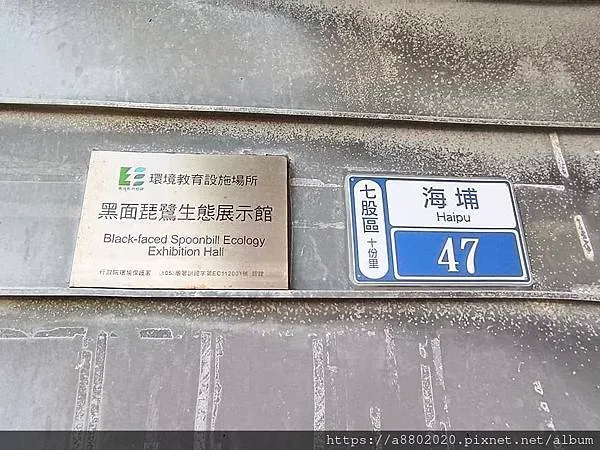 環境教育設施場所
黑面琵鷺生態展示館
Black-faced Spoonbill Ecology
Exhibition Hall
行政院環境保護署
七股區 十份里
海埔
Haipu
47
https://a8802020.pixnet.net/album